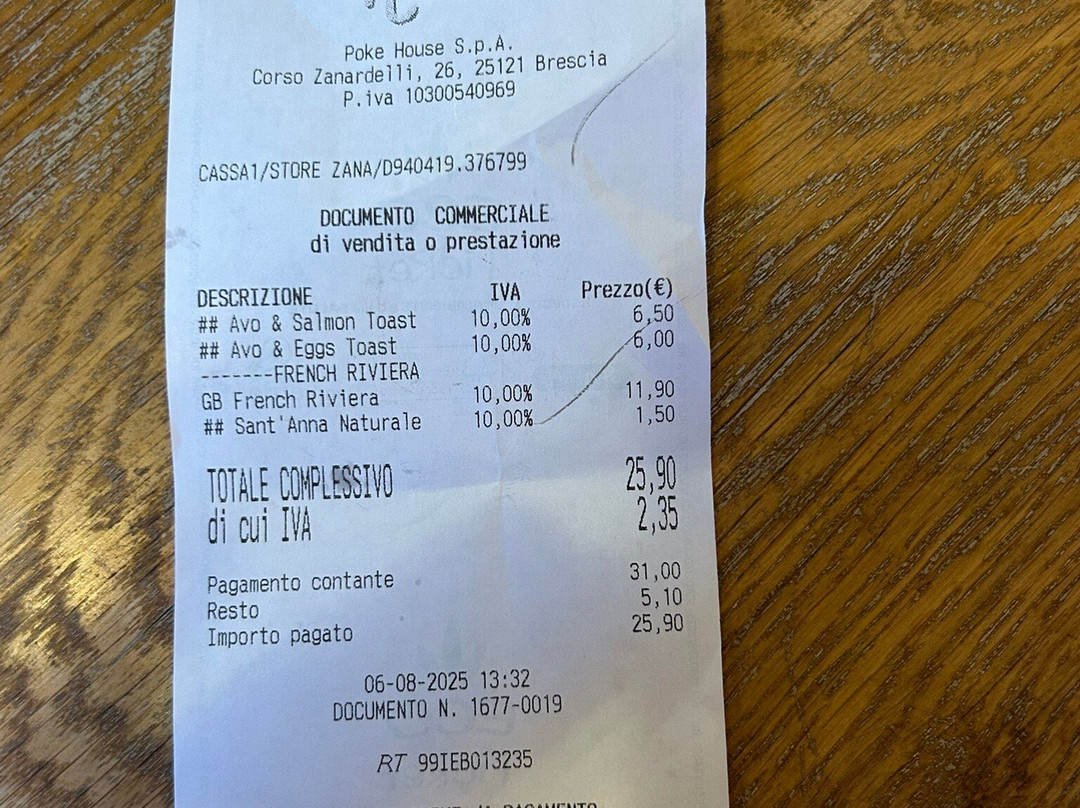 Poke House S.p.A.
Corso Zanardelli, 26, 25121 Brescia
P.iva 10300540969
CASSA1/STORE ZANA/D940419.376799
DOCUMENTO COMMERCIALE
di vendita o prestazione
DESCRIZIONE IVA Prezzo(€)
## Avo & Salmon Toast 10,00% 6,50
## Avo & Eggs Toast 10,00% 6,00
-------FRENCH RIVIERA
GB French Riviera 10,00% 11,90
## Sant'Anna Naturale 10,00% 1,50
TOTALE COMPLESSIVO 25,90
di cui IVA 2,35
Pagamento contante 31,00
Resto 5,10
Importo pagato 25,90
06-08-2025 13:32
DOCUMENTO N. 1677-0019
RT 99IEB013235
PAGAMENTO